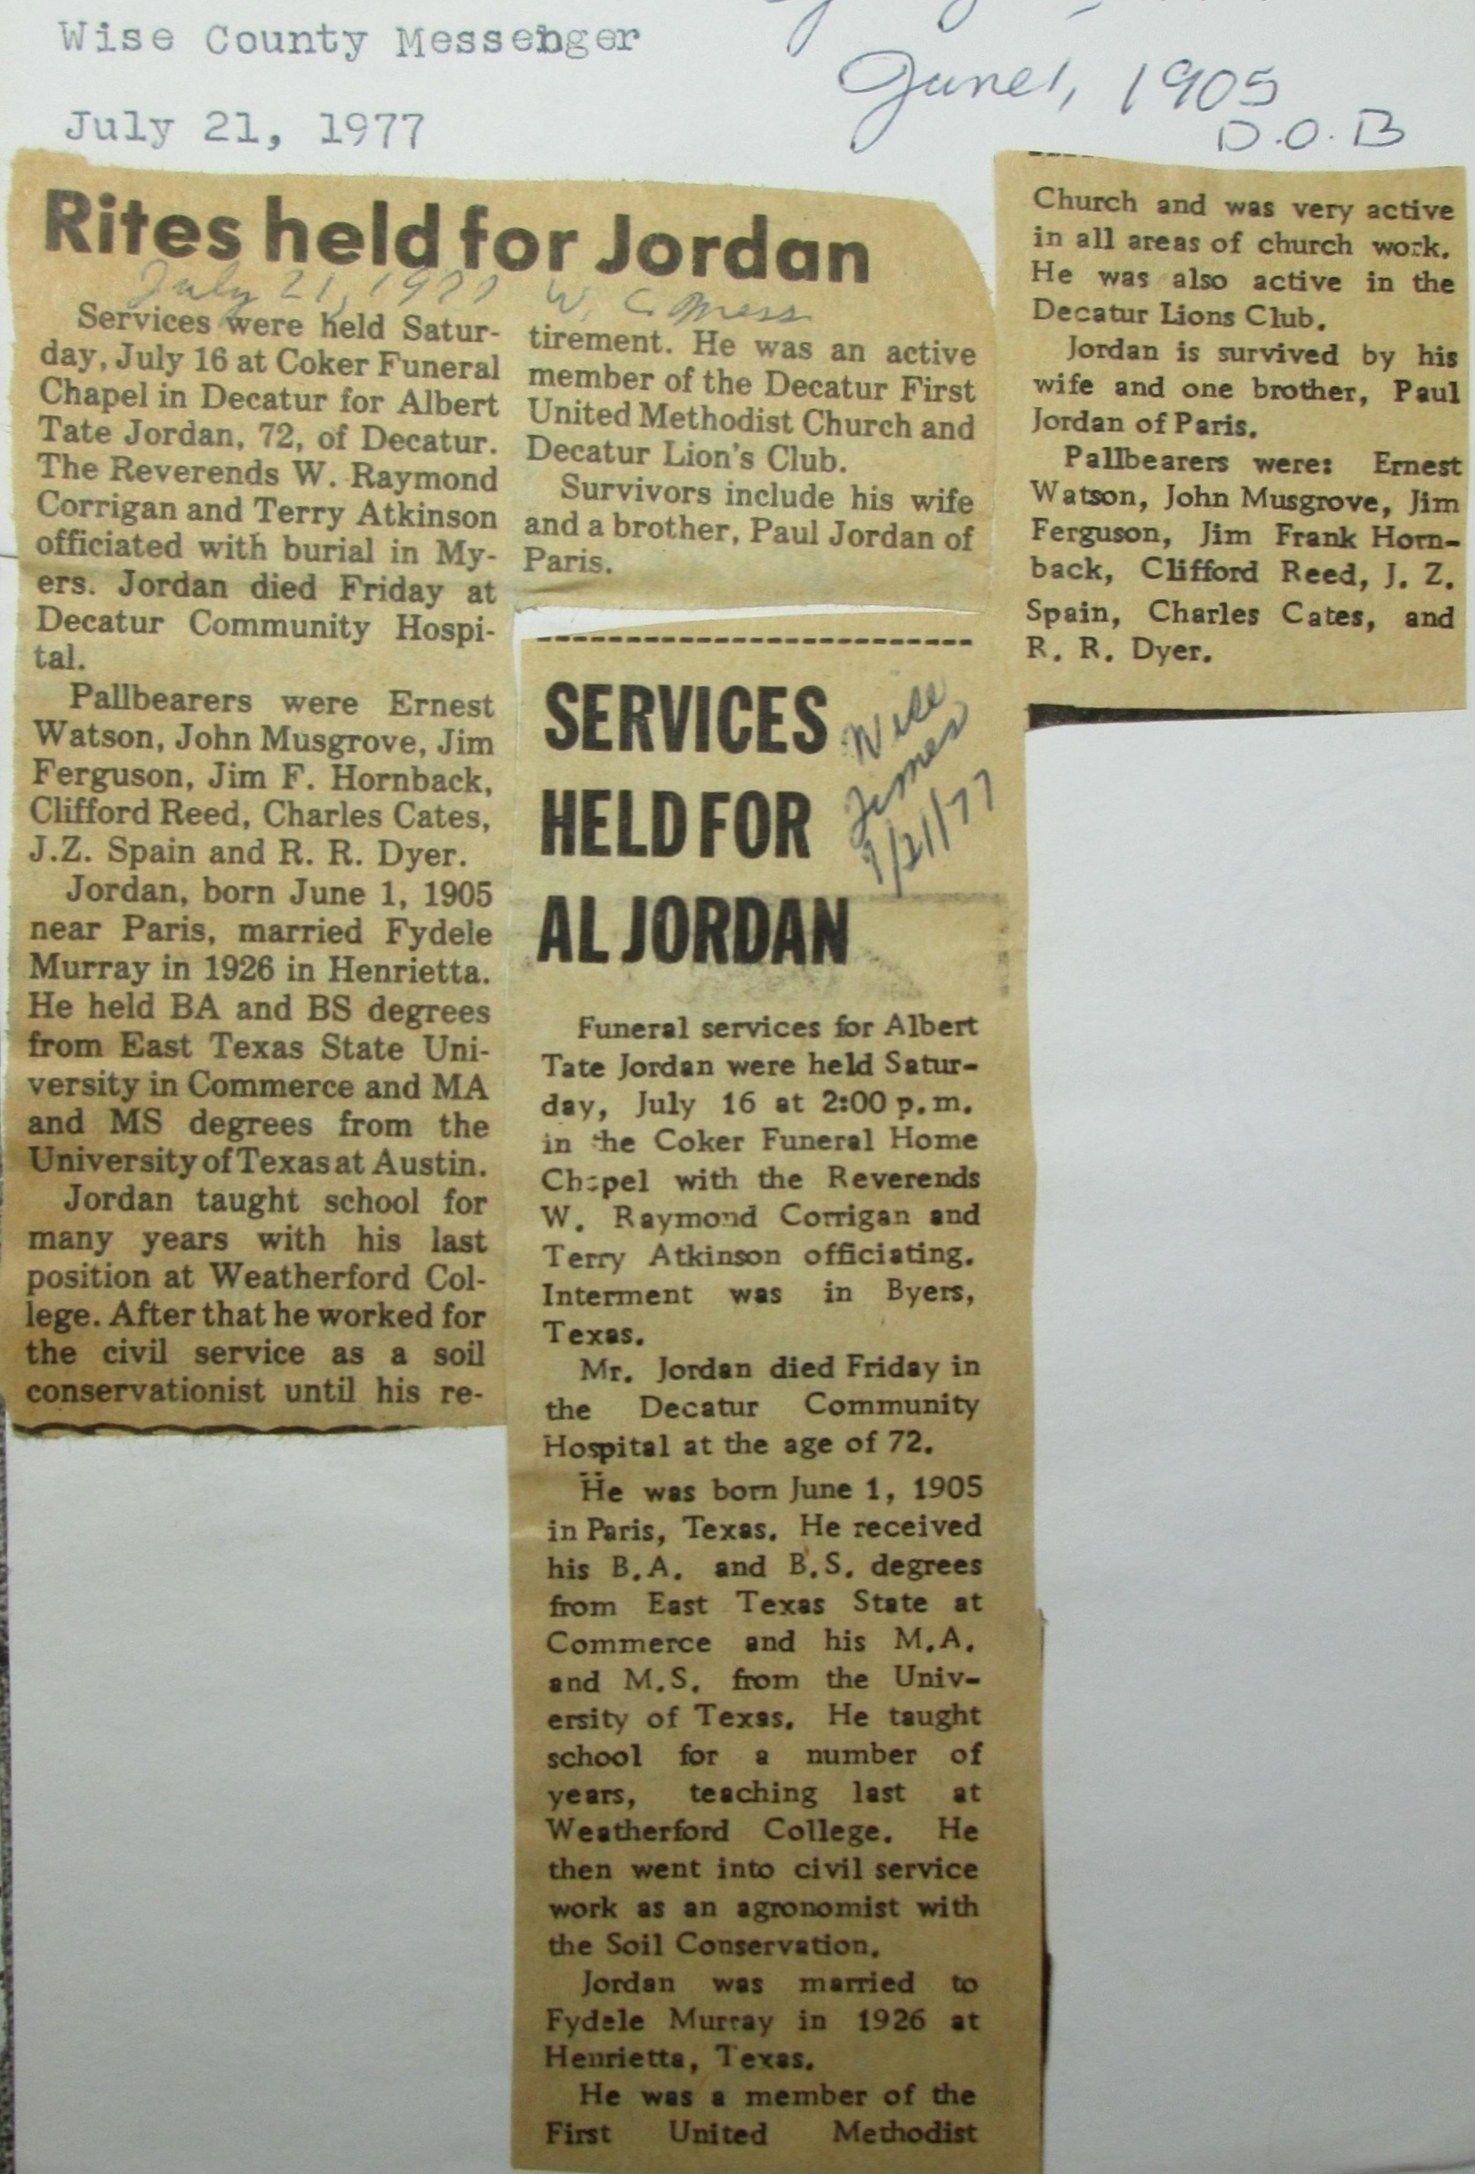 Wise County Messenger
July 21, 1977
June 1, 1905
D.O.B
Rites held for Jordan
July 21, 1977 W. C. Mess
Services were held Satur-
day, July 16 at Coker Funeral
Chapel in Decatur for Albert
Tate Jordan, 72, of Decatur.
The Reverends W. Raymond
Corrigan and Terry Atkinson
officiated with burial in My-
ers. Jordan died Friday at
Decatur Community Hospi-
tal.
Pallbearers were Ernest
Watson, John Musgrove, Jim
Ferguson, Jim F. Hornback,
Clifford Reed, Charles Cates,
J.Z. Spain and R. R. Dyer.
Jordan, born June 1, 1905
near Paris, married Fydele
Murray in 1926 in Henrietta.
He held BA and BS degrees
from East Texas State Uni-
versity in Commerce and MA
and MS degrees from the
University of Texas at Austin.
Jordan taught school for
many years with his last
position at Weatherford Col-
lege. After that he worked for
the civil service as a soil
conservationist until his re-
tirement. He was an active
member of the Decatur First
United Methodist Church and
Decatur Lion's Club.
Survivors include his wife
and a brother, Paul Jordan of
Paris.
SERVICES
HELD FOR
AL JORDAN
Wise
Times
7/21/77
Funeral services for Albert
Tate Jordan were held Satur-
day, July 16 at 2:00 p.m.
in the Coker Funeral Home
Chapel with the Reverends
W. Raymond Corrigan and
Terry Atkinson officiating.
Interment was in Byers,
Texas.
Mr. Jordan died Friday in
the Decatur Community
Hospital at the age of 72.
He was born June 1, 1905
in Paris, Texas. He received
his B.A. and B.S. degrees
from East Texas State at
Commerce and his M.A.
and M.S. from the Univ-
ersity of Texas. He taught
school for a number of
years, teaching last at
Weatherford College. He
then went into civil service
work as an agronomist with
the Soil Conservation.
Jordan was married to
Fydele Murray in 1926 at
Henrietta, Texas.
He was a member of the
First United Methodist
Church and was very active
in all areas of church work.
He was also active in the
Decatur Lions Club.
Jordan is survived by his
wife and one brother, Paul
Jordan of Paris.
Pallbearers were: Ernest
Watson, John Musgrove, Jim
Ferguson, Jim Frank Horn-
back, Clifford Reed, J. Z.
Spain, Charles Cates, and
R. R. Dyer.